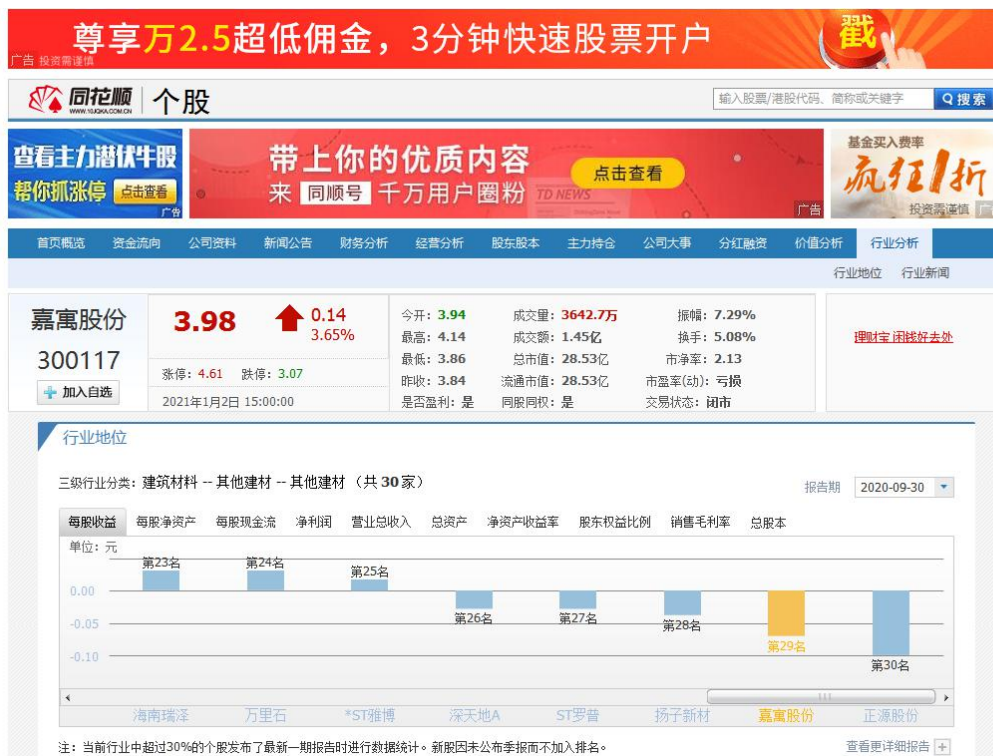 尊享万2.5超低佣金，3分钟快速股票开户
戳
广告 投资需谨慎
同花顺 个股
WWW.10JQKA.COM.CN
输入股票/港股代码、简称或关键字 搜索
查看主力潜伏牛股
帮你抓涨停 点击查看
广告
带上你的优质内容
来 同顺号 千万用户圈粉
点击查看
TD NEWS
广告
基金买入费率
疯狂1折
投资需谨慎 广
首页概览 资金流向 公司资料 新闻公告 财务分析 经营分析 股东股本 主力持仓 公司大事 分红融资 价值分析 行业分析
行业地位 行业新闻
嘉寓股份
300117
加入自选
3.98 0.14
3.65%
涨停：4.61 跌停：3.07
2021年1月2日 15:00:00
今开：3.94 成交量：3642.7万 振幅：7.29%
最高：4.14 成交额：1.45亿 换手：5.08%
最低：3.86 总市值：28.53亿 市净率：2.13
昨收：3.84 流通市值：28.53亿 市盈率(动)：亏损
是否盈利：是 同股同权：是 交易状态：闭市
理财宝 闲钱好去处
行业地位
三级行业分类：建筑材料 -- 其他建材 -- 其他建材 （共30家）
报告期 2020-09-30
每股收益 每股净资产 每股现金流 净利润 营业总收入 总资产 净资产收益率 股东权益比例 销售毛利率 总股本
单位：元
第23名 第24名 第25名
0.00
第26名 第27名 第28名
-0.05
第29名
-0.10
第30名
海南瑞泽 万里石 *ST雅博 深天地A ST罗普 扬子新材 嘉寓股份 正源股份
注：当前行业中超过30%的个股发布了最新一期报告时进行数据统计。新股因未公布季报而不加入排名。
查看更详细报告